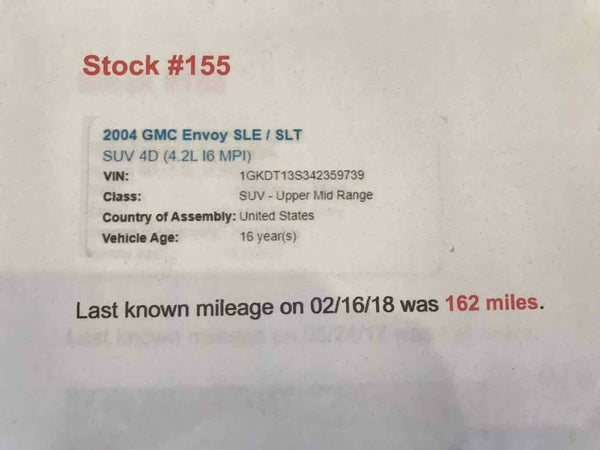 Stock #155
2004 GMC Envoy SLE / SLT
SUV 4D (4.2L I6 MPI)
VIN: 1GKDT13S342359739
Class: SUV - Upper Mid Range
Country of Assembly: United States
Vehicle Age: 16 year(s)
Last known mileage on 02/16/18 was 162 miles.